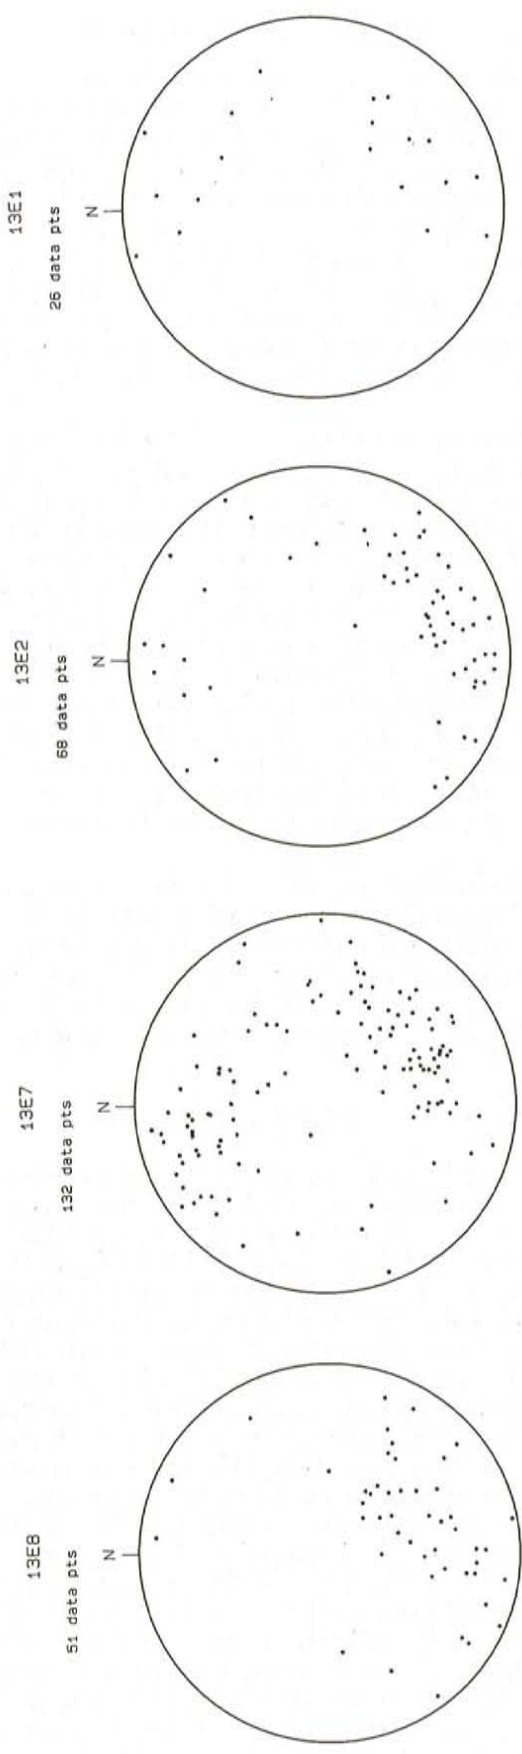 13E1
26 data pts
N
13E2
68 data pts
N
13E7
132 data pts
N
13E8
51 data pts
N